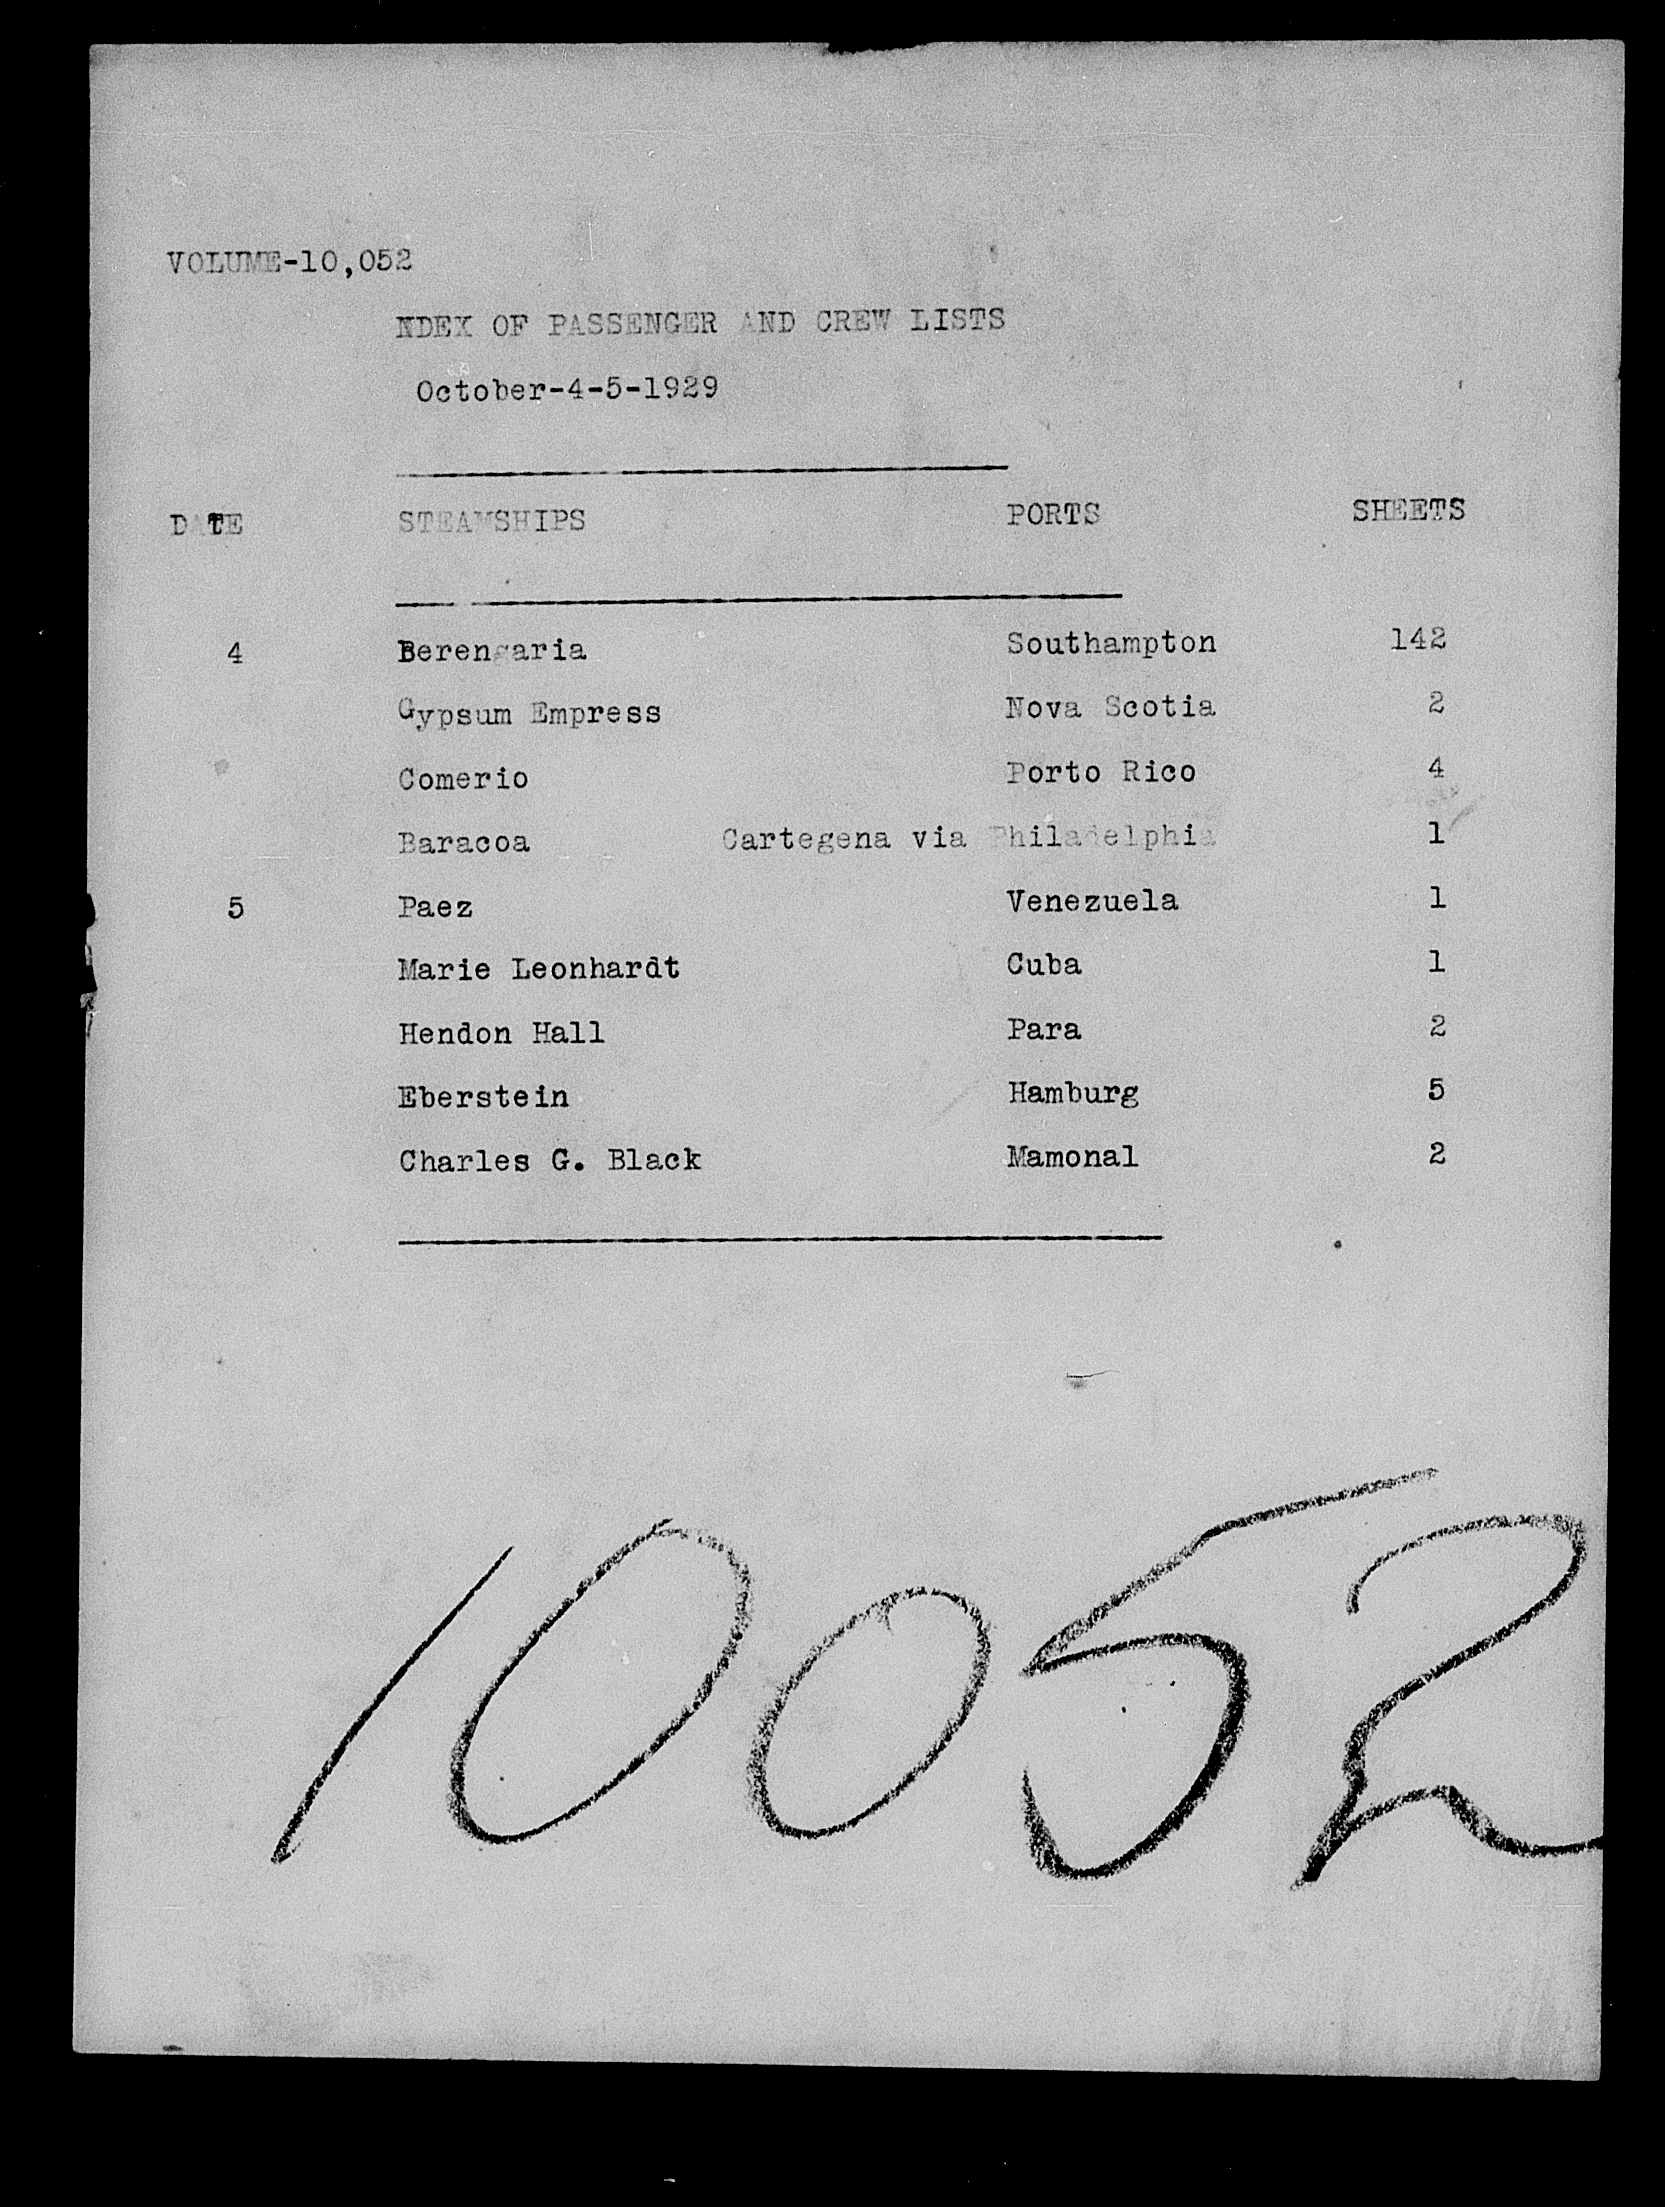 VOLUME-10,052
NDEX OF PASSENGER AND CREW LISTS
October-4-5-1929
DATE STEAMSHIPS PORTS SHEETS
4 Berengaria Southampton 142
Gypsum Empress Nova Scotia 2
Comerio Porto Rico 4
Baracoa Cartegena via Philadelphia 1
5 Paez Venezuela 1
Marie Leonhardt Cuba 1
Hendon Hall Para 2
Eberstein Hamburg 5
Charles G. Black Mamonal 2
10052